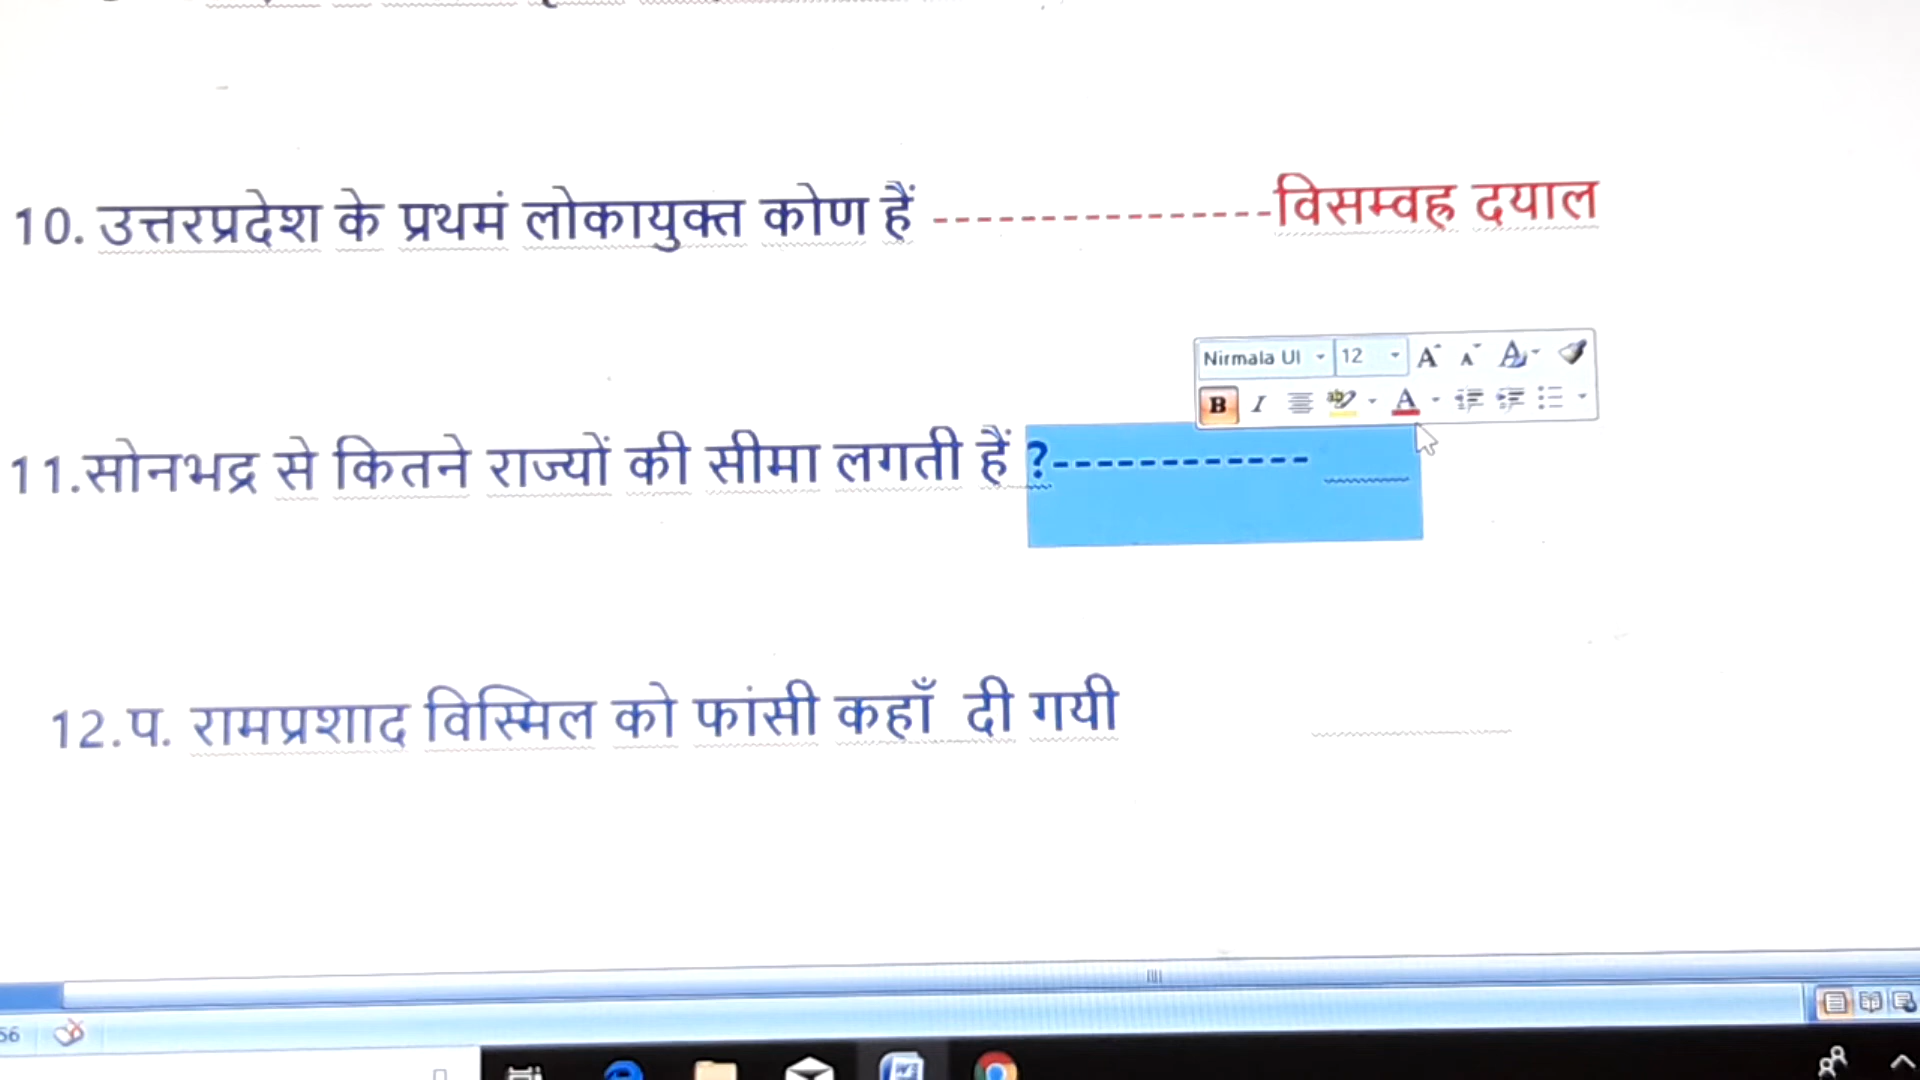 10. उत्तरप्रदेश के प्रथमं लोकायुक्त कोण हैं ----------------विसम्वह्र दयाल
Nirmala UI 12
B I
11.सोनभद्र से कितने राज्यों की सीमा लगती हैं ?------------
12.प. रामप्रशाद विस्मिल को फांसी कहाँ दी गयी
56